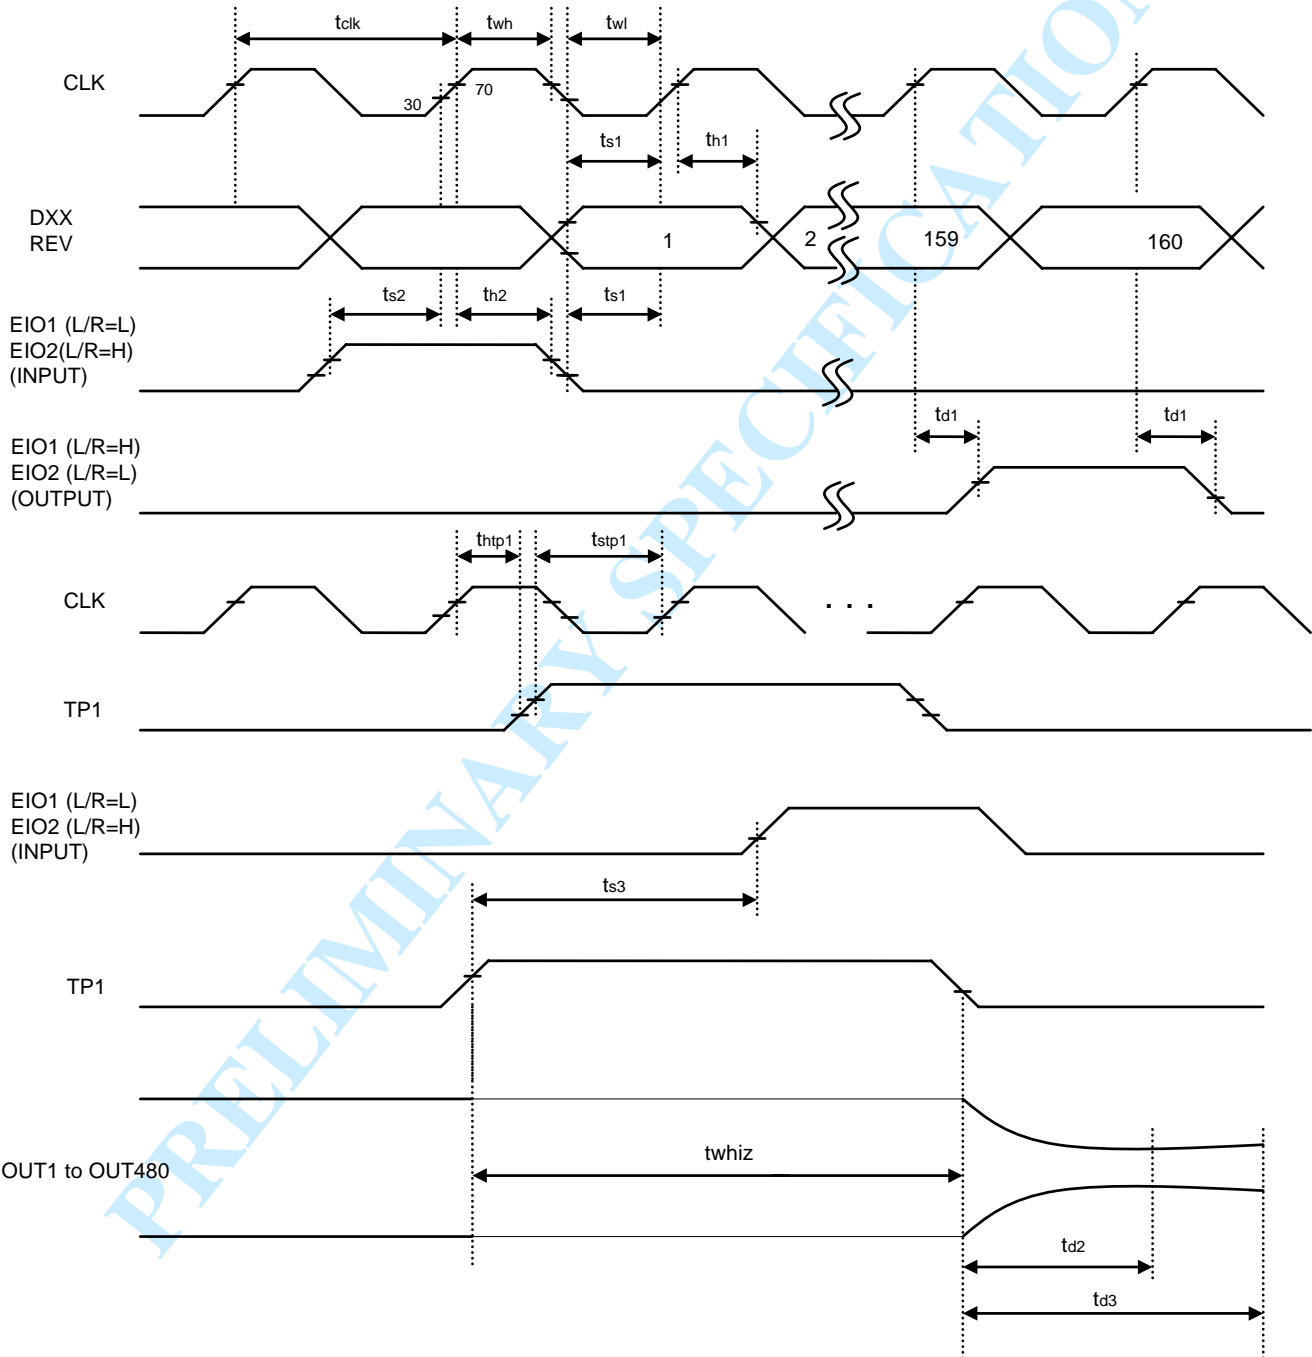 tclk twh twl
CLK
30 70
ts1 th1
DXX
REV
1 2 159 160
ts2 th2 ts1
EIO1 (L/R=L)
EIO2(L/R=H)
(INPUT)
td1 td1
EIO1 (L/R=H)
EIO2 (L/R=L)
(OUTPUT)
thtp1 tstp1
CLK
. . .
TP1
EIO1 (L/R=L)
EIO2 (L/R=H)
(INPUT)
ts3
TP1
twhiz
OUT1 to OUT480
td2
td3
PRELIMINARY SPECIFICATION